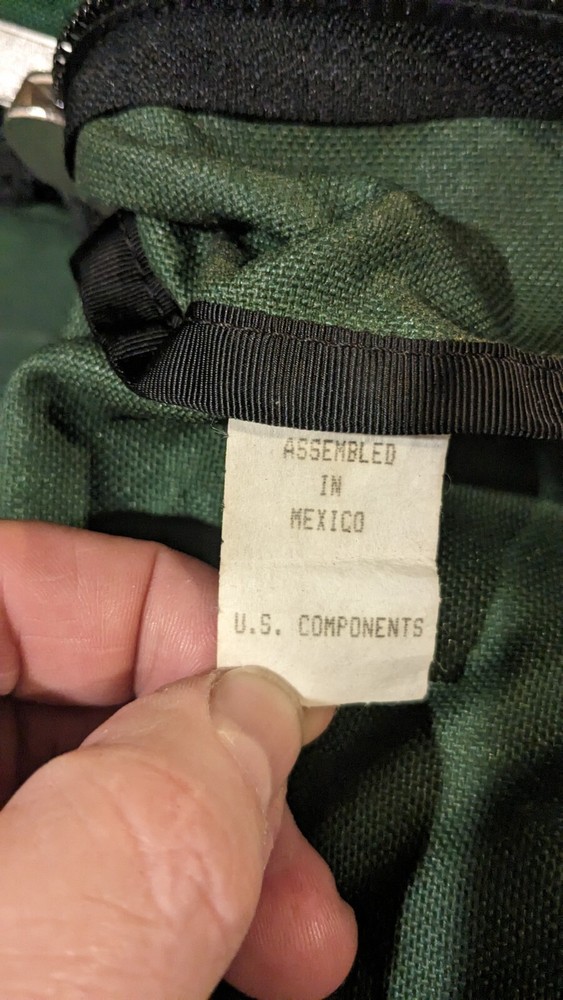 ASSEMBLED
IN
MEXICO
U.S. COMPONENTS